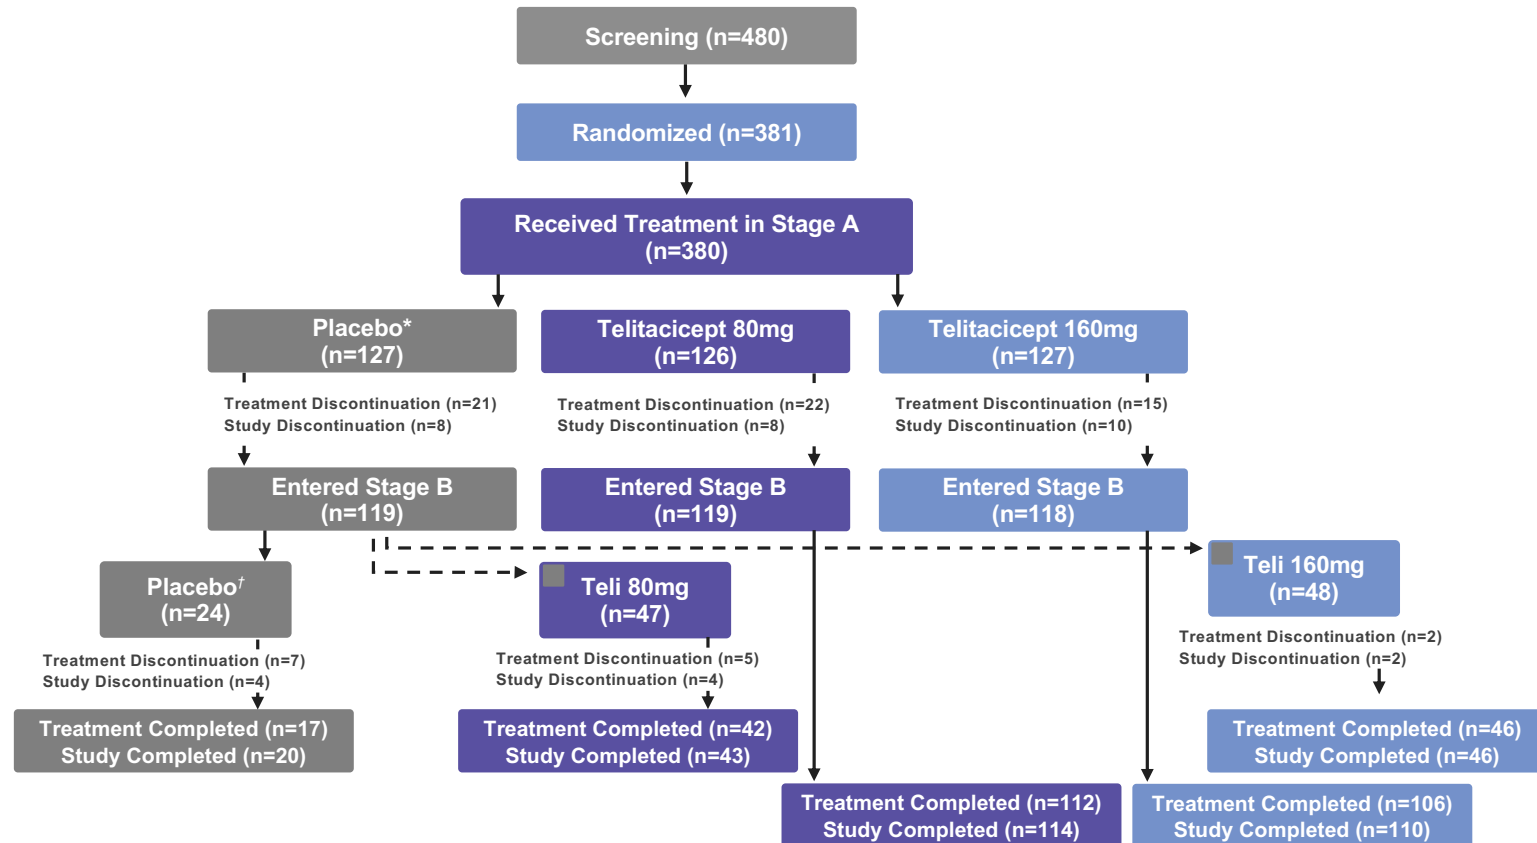 Screening (n=480)
Randomized (n=381)
Received Treatment in Stage A
(n=380)
Placebo*
(n=127)
Telitacicept 80mg
(n=126)
Telitacicept 160mg
(n=127)
Treatment Discontinuation (n=21)
Study Discontinuation (n=8)
Treatment Discontinuation (n=22)
Study Discontinuation (n=8)
Treatment Discontinuation (n=15)
Study Discontinuation (n=10)
Entered Stage B
(n=119)
Entered Stage B
(n=119)
Entered Stage B
(n=118)
Placebo†
(n=24)
Teli 80mg
(n=47)
Teli 160mg
(n=48)
Treatment Discontinuation (n=7)
Study Discontinuation (n=4)
Treatment Discontinuation (n=5)
Study Discontinuation (n=4)
Treatment Discontinuation (n=2)
Study Discontinuation (n=2)
Treatment Completed (n=17)
Study Completed (n=20)
Treatment Completed (n=42)
Study Completed (n=43)
Treatment Completed (n=46)
Study Completed (n=46)
Treatment Completed (n=112)
Study Completed (n=114)
Treatment Completed (n=106)
Study Completed (n=110)